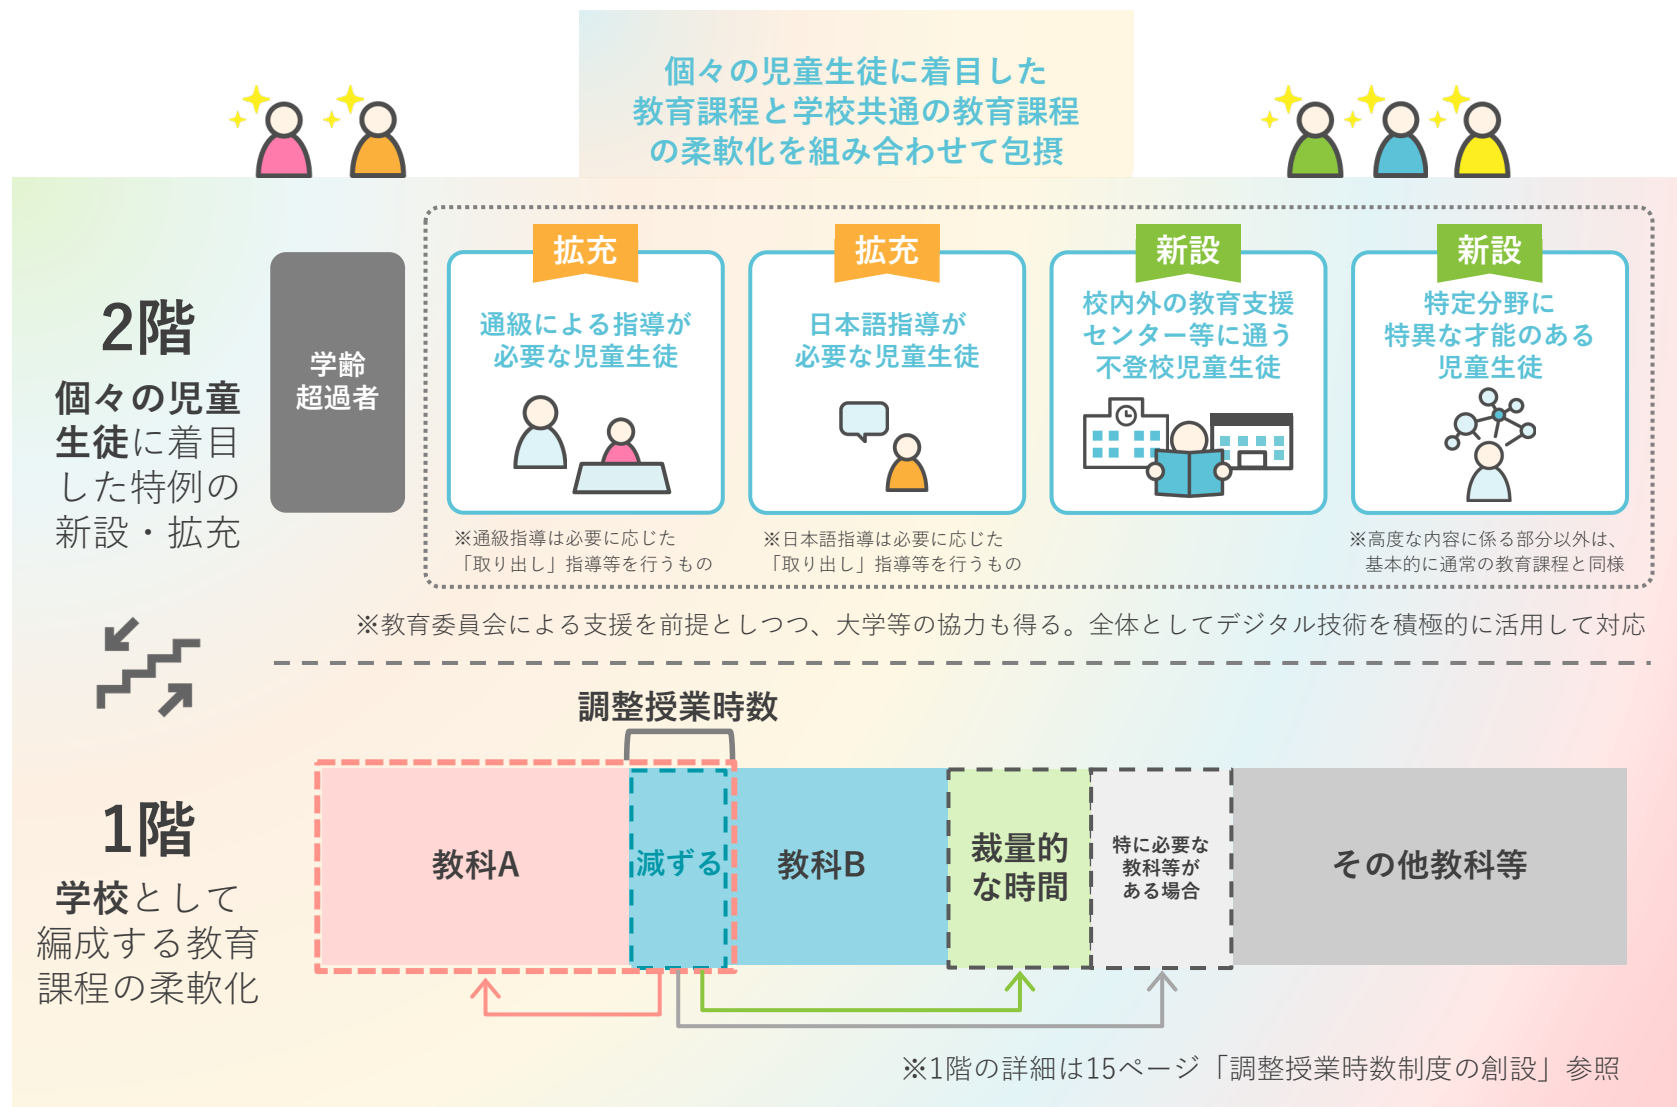 個々の児童生徒に着目した
教育課程と学校共通の教育課程
の柔軟化を組み合わせて包摂
2階
個々の児童
生徒に着目
した特例の
新設・拡充
学齢
超過者
拡充
通級による指導が
必要な児童生徒
※通級指導は必要に応じた
「取り出し」指導等を行うもの
拡充
日本語指導が
必要な児童生徒
※日本語指導は必要に応じた
「取り出し」指導等を行うもの
新設
校内外の教育支援
センター等に通う
不登校児童生徒
新設
特定分野に
特異な才能のある
児童生徒
※高度な内容に係る部分以外は、
基本的に通常の教育課程と同様
※教育委員会による支援を前提としつつ、大学等の協力も得る。全体としてデジタル技術を積極的に活用して対応
1階
学校として
編成する教育
課程の柔軟化
調整授業時数
教科A
減ずる
教科B
裁量的
な時間
特に必要な
教科等が
ある場合
その他教科等
※1階の詳細は15ページ「調整授業時数制度の創設」参照